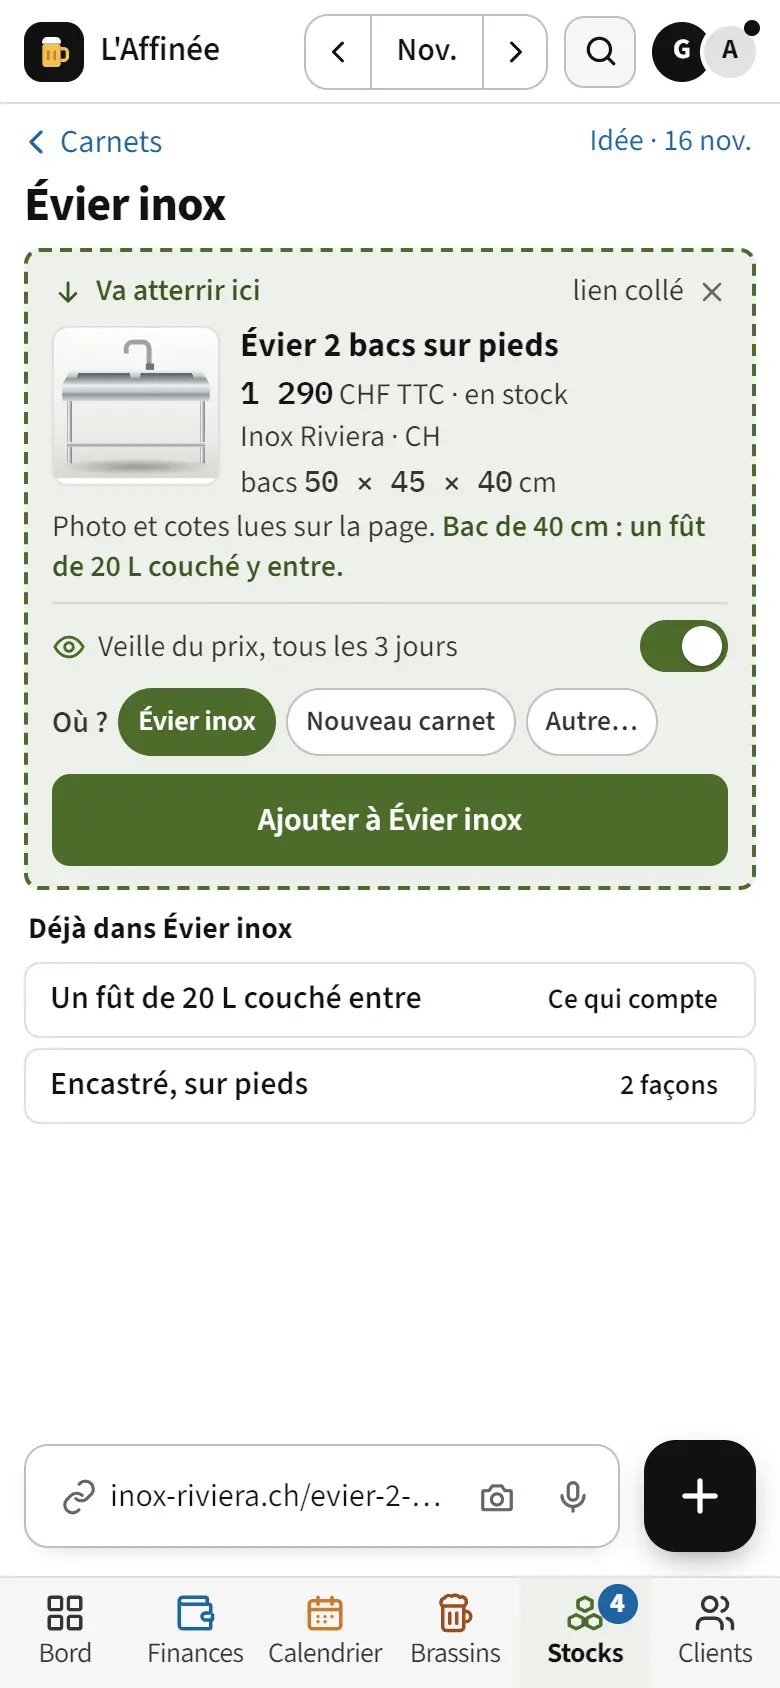 L'Affinée
Nov.
G
A
Carnets
Idée · 16 nov.
Évier inox
Va atterrir ici
lien collé
Évier 2 bacs sur pieds
1 290 CHF TTC · en stock
Inox Riviera · CH
bacs 50 × 45 × 40 cm
Photo et cotes lues sur la page. Bac de 40 cm : un fût
de 20 L couché y entre.
Veille du prix, tous les 3 jours
Où ?
Évier inox
Nouveau carnet
Autre…
Ajouter à Évier inox
Déjà dans Évier inox
Un fût de 20 L couché entre
Ce qui compte
Encastré, sur pieds
2 façons
inox-riviera.ch/evier-2-…
Bord
Finances
Calendrier
Brassins
4
Stocks
Clients